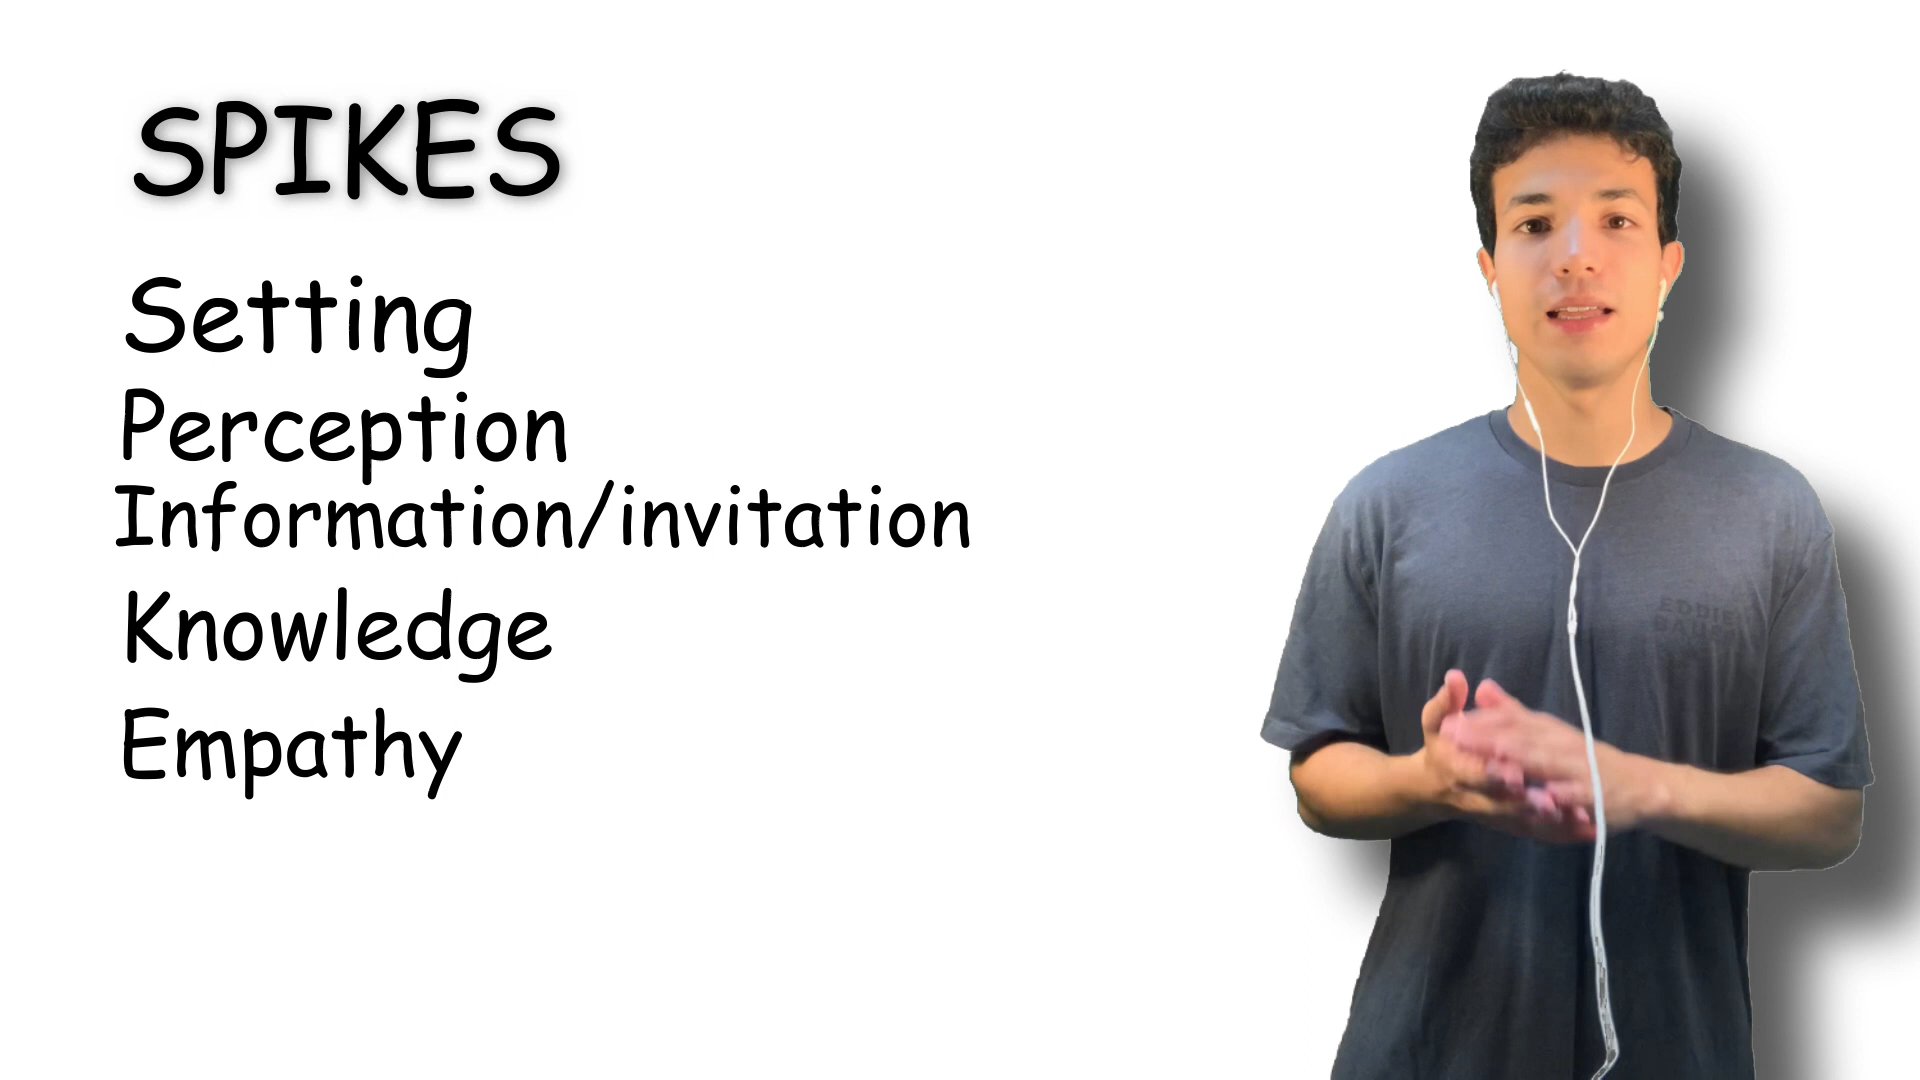 SPIKES
Setting
Perception
Information/invitation
Knowledge
Empathy